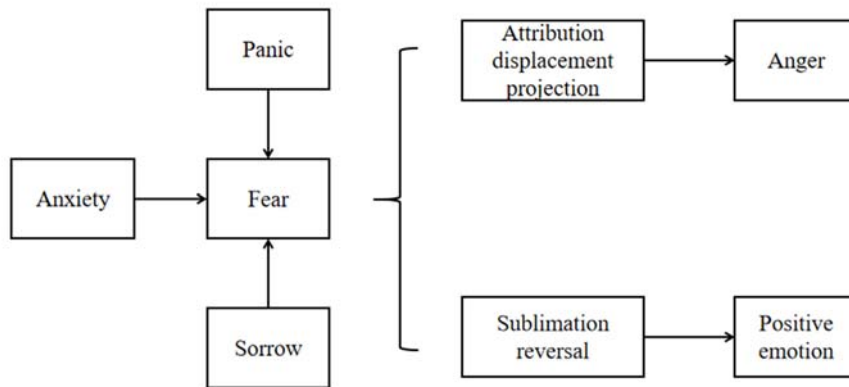 Panic
Anxiety
Fear
Sorrow
Attribution
displacement
projection
Anger
Sublimation
reversal
Positive
emotion